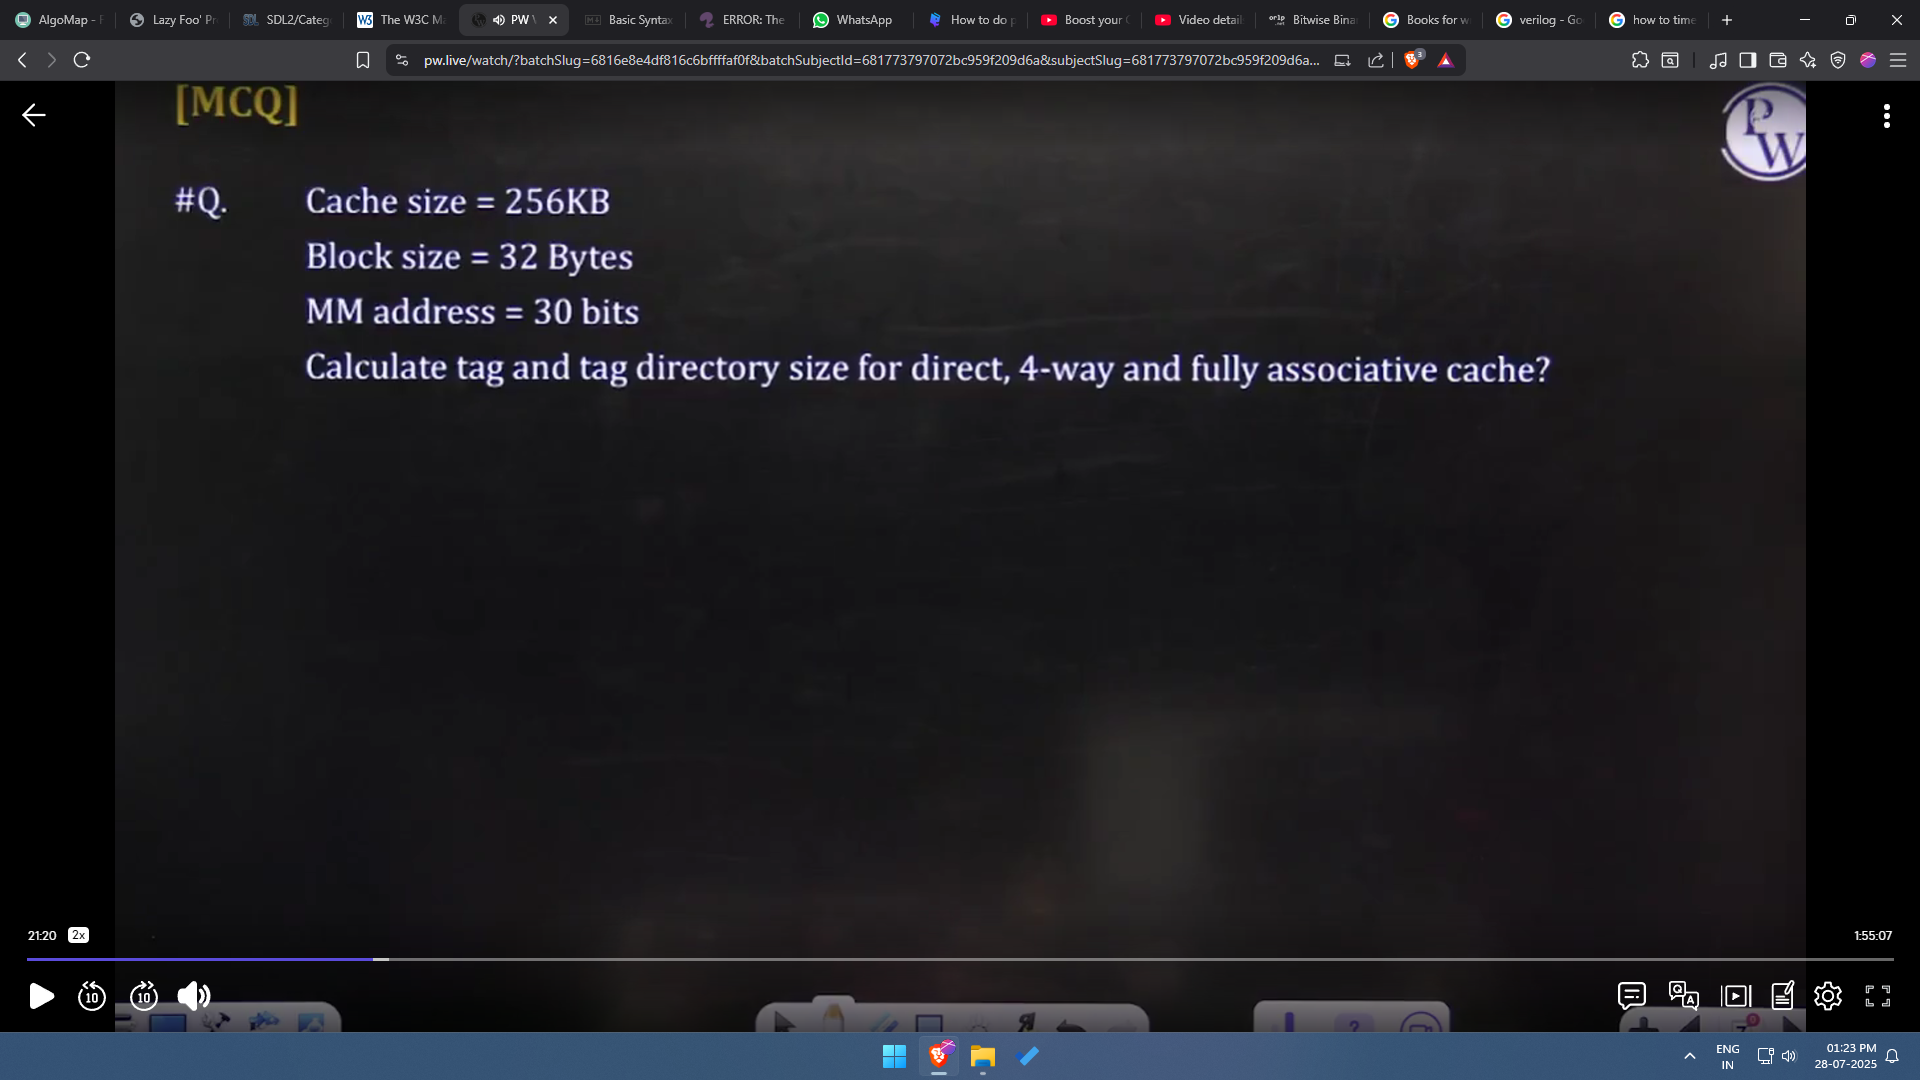 AlgoMap - F
Lazy Foo' Pr
SDL2/Categ
The W3C Ma
PW \
Basic Syntax
ERROR: The
WhatsApp
How to do p
Boost your C
Video detail
Bitwise Bina
Books for w
verilog - Go
how to time
pw.live/watch/?batchSlug=6816e8e4df816c6bffffaf0f&batchSubjectId=681773797072bc959f209d6a&subjectSlug=681773797072bc959f209d6a...
3
[MCQ]
PW
#Q. Cache size = 256KB
Block size = 32 Bytes
MM address = 30 bits
Calculate tag and tag directory size for direct, 4-way and fully associative cache?
21:20 2x
1:55:07
10 10
Q A
ENG
IN
01:23 PM
28-07-2025